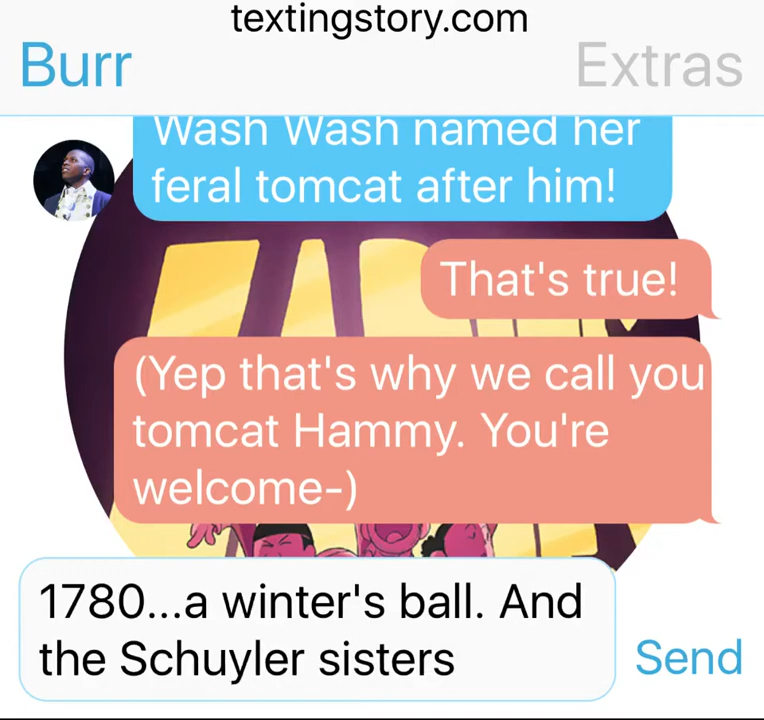 textingstory.com
Burr
Extras
Wash Wash named her
feral tomcat after him!
That's true!
(Yep that's why we call you
tomcat Hammy. You're
welcome-)
1780...a winter's ball. And
the Schuyler sisters
Send